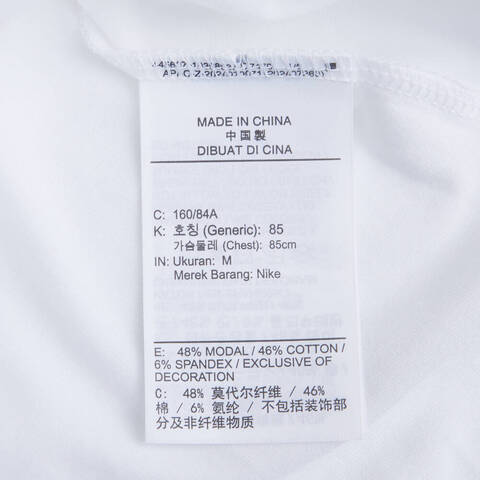 MADE IN CHINA
中国製
DIBUAT DI CINA
C: 160/84A
K: 호칭 (Generic): 85
가슴둘레 (Chest): 85cm
IN: Ukuran: M
Merek Barang: Nike
E: 48% MODAL / 46% COTTON /
6% SPANDEX / EXCLUSIVE OF
DECORATION
C: 48% 莫代尔纤维 / 46%
棉 / 6% 氨纶 / 不包括装饰部
分及非纤维物质